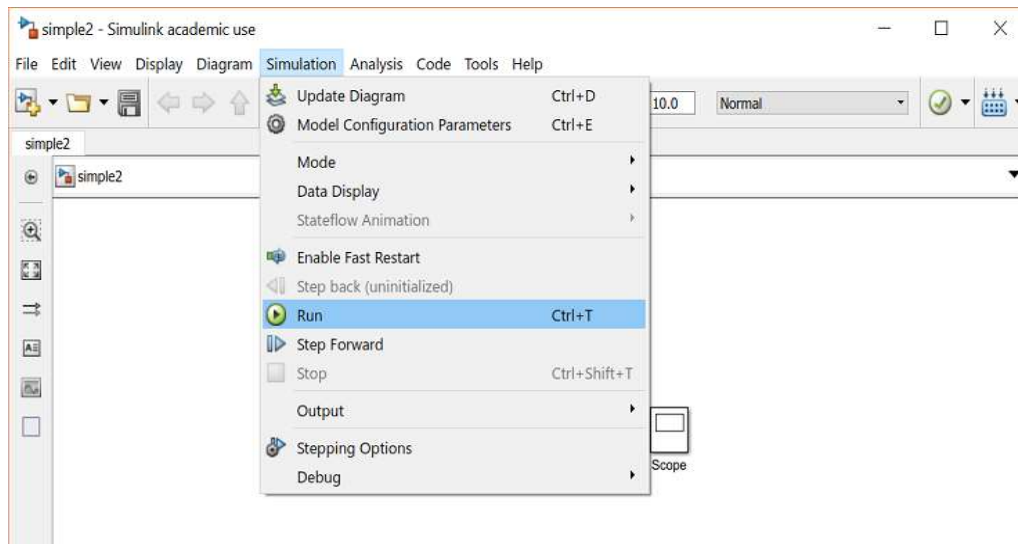 simple2 - Simulink academic use
File Edit View Display Diagram Simulation Analysis Code Tools Help
10.0 Normal
simple2
simple2
Update Diagram Ctrl+D
Model Configuration Parameters Ctrl+E
Mode
Data Display
Stateflow Animation
Enable Fast Restart
Step back (uninitialized)
Run Ctrl+T
Step Forward
Stop Ctrl+Shift+T
Output
Stepping Options
Debug
Scope